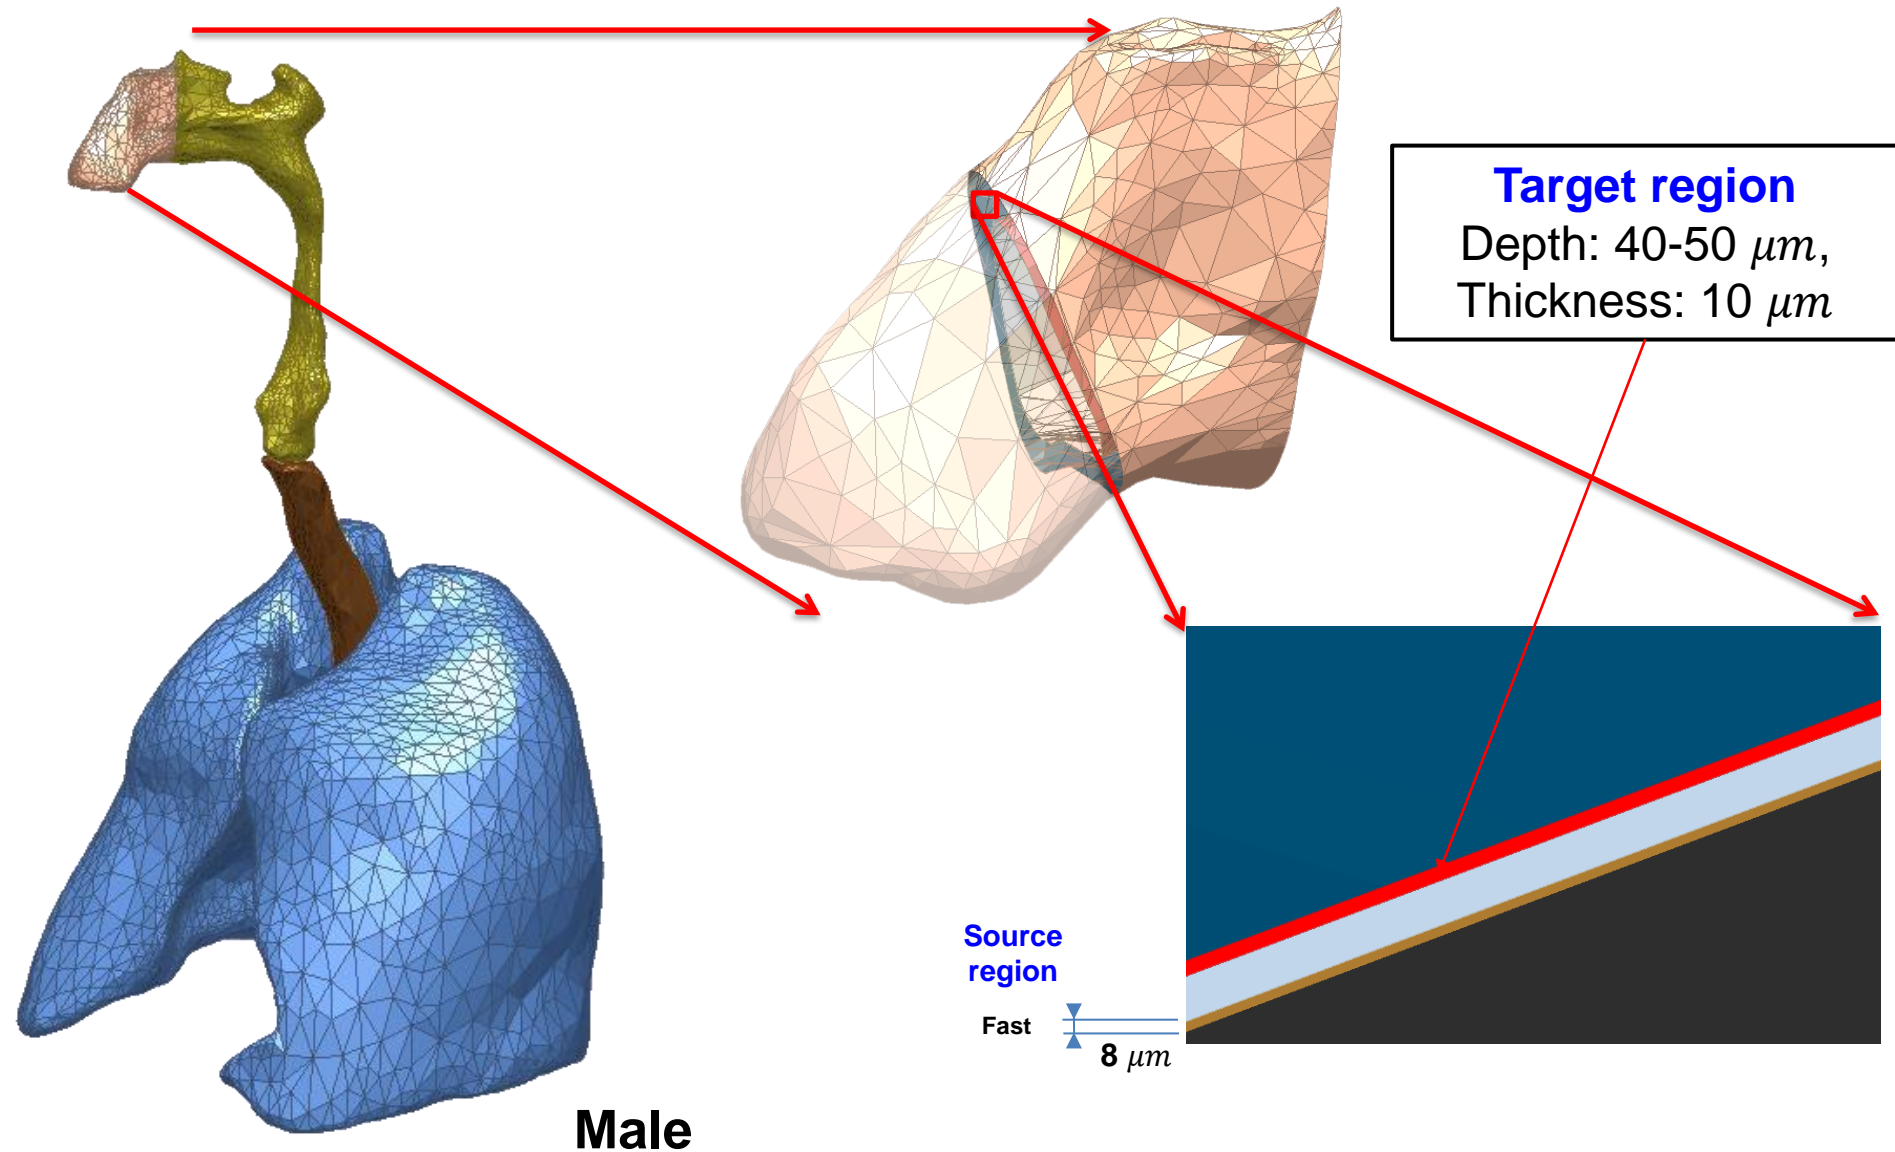 Target region
Depth: 40-50 μm,
Thickness: 10 μm
Source
region
Fast
8 μm
Male